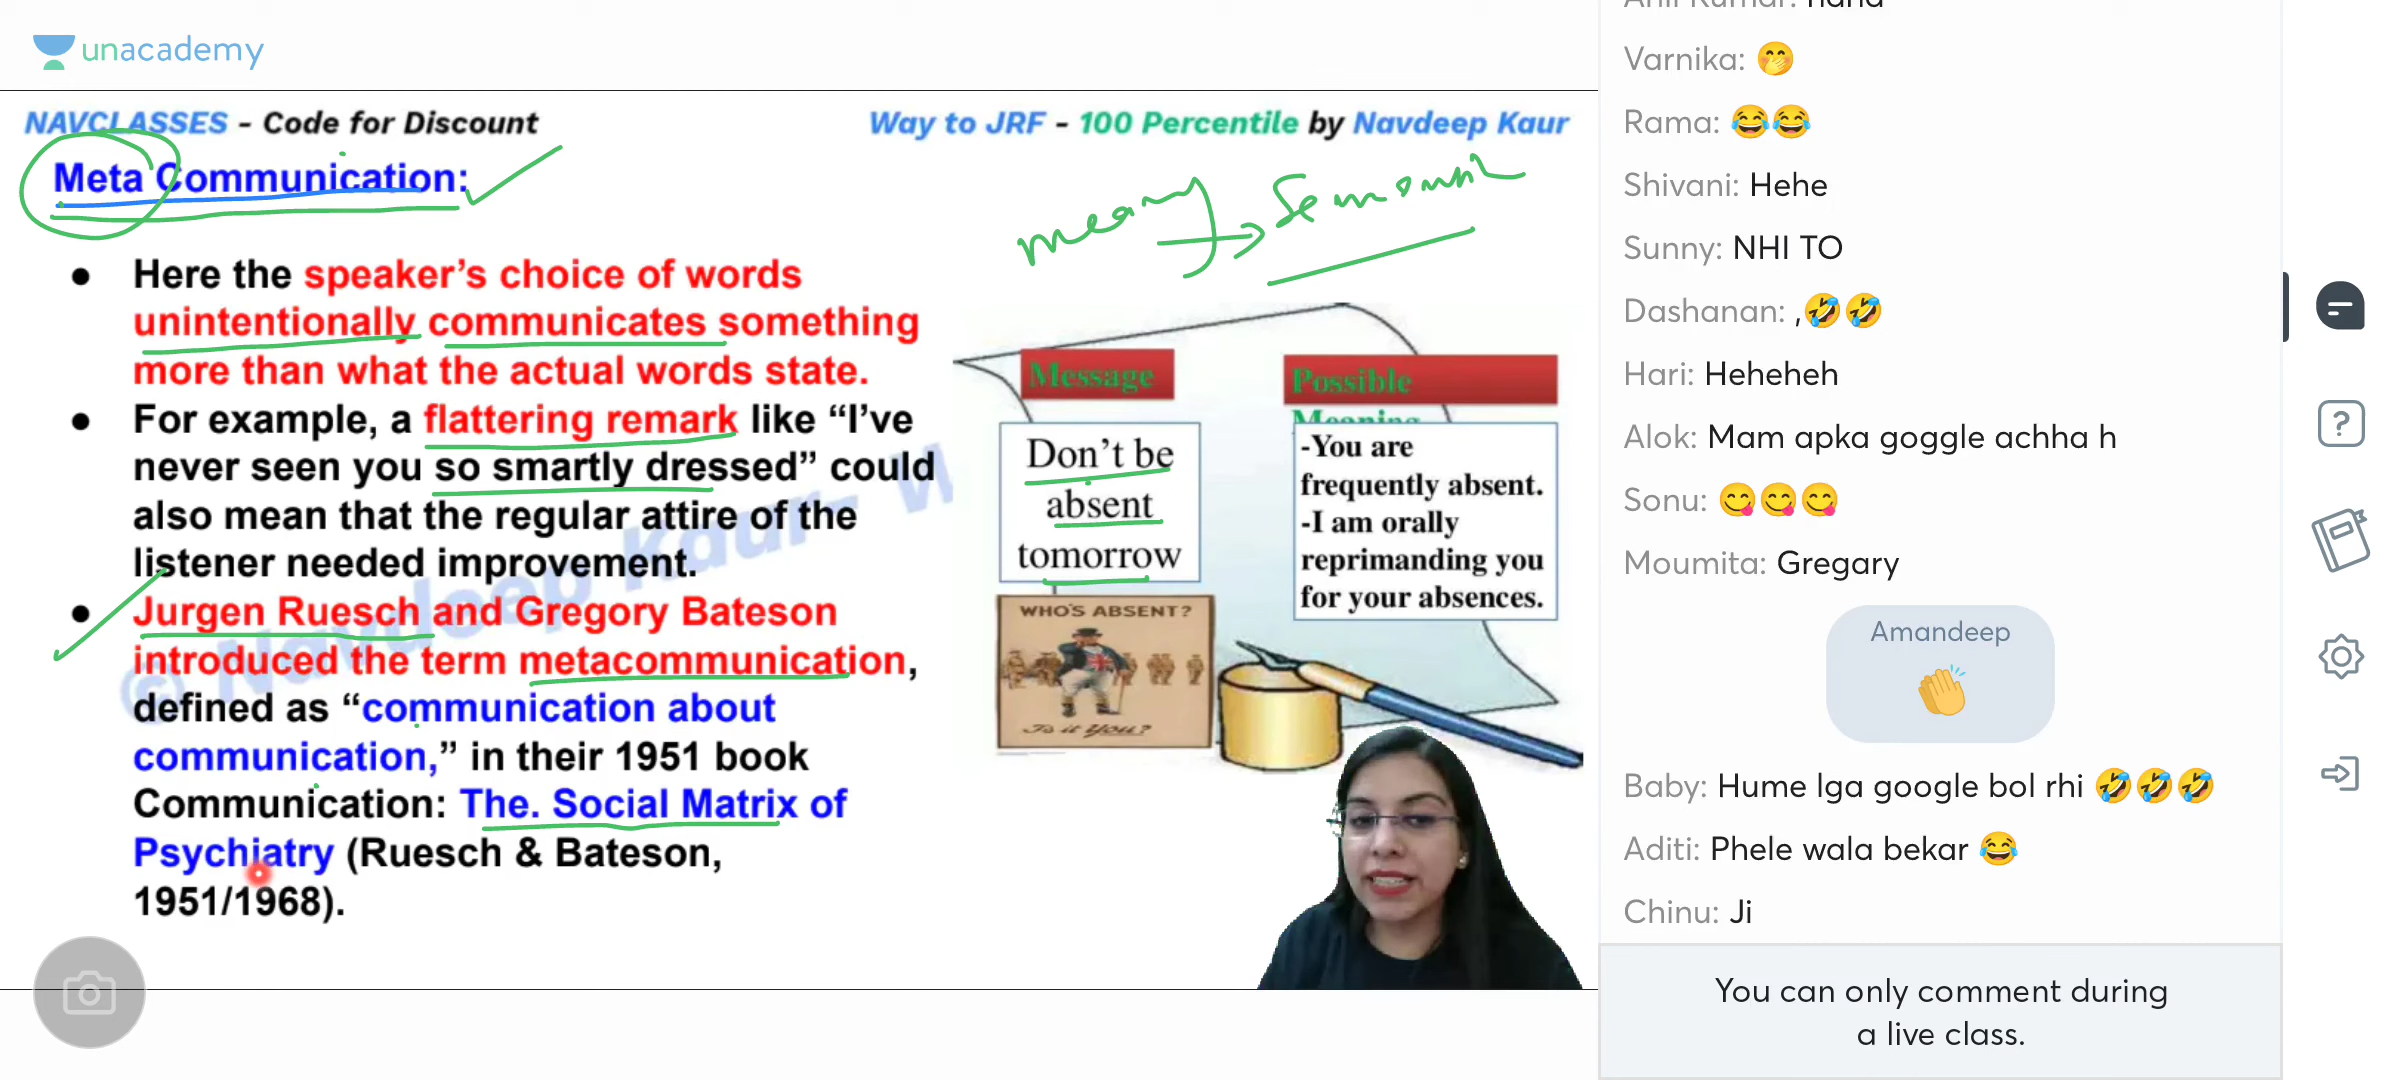 unacademy
NAVCLASSES - Code for Discount
Way to JRF - 100 Percentile by Navdeep Kaur
Meta Communication:
meaning → Semantic
● Here the speaker's choice of words
unintentionally communicates something
more than what the actual words state.
● For example, a flattering remark like “I've
never seen you so smartly dressed” could
also mean that the regular attire of the
listener needed improvement.
● Jurgen Ruesch and Gregory Bateson
introduced the term metacommunication,
defined as “communication about
communication,” in their 1951 book
Communication: The. Social Matrix of
Psychiatry (Ruesch & Bateson,
1951/1968).
© Navdeep Kaur- W
Message
Don't be
absent
tomorrow
Possible
Meaning
-You are
frequently absent.
-I am orally
reprimanding you
for your absences.
WHO'S ABSENT?
Is it You?
Anil Kumar: haha
Varnika: 🤭
Rama: 😂😂
Shivani: Hehe
Sunny: NHI TO
Dashanan: ,🤣🤣
Hari: Heheheh
Alok: Mam apka goggle achha h
Sonu: 😋😋😋
Moumita: Gregary
Amandeep
👏
Baby: Hume lga google bol rhi 🤣🤣🤣
Aditi: Phele wala bekar 😂
Chinu: Ji
You can only comment during
a live class.